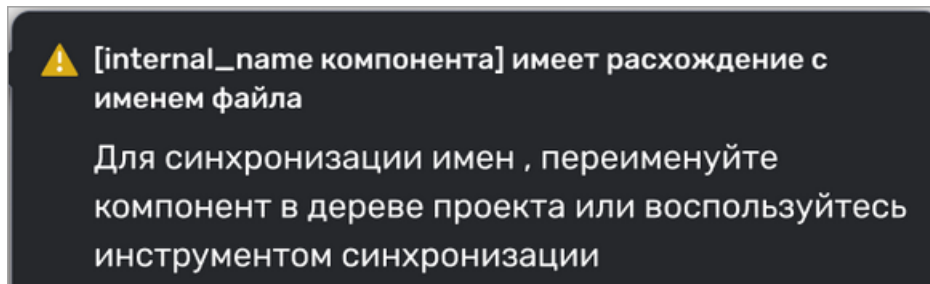 [internal_name компонента] имеет расхождение с
именем файла
Для синхронизации имен , переименуйте
компонент в дереве проекта или воспользуйтесь
инструментом синхронизации